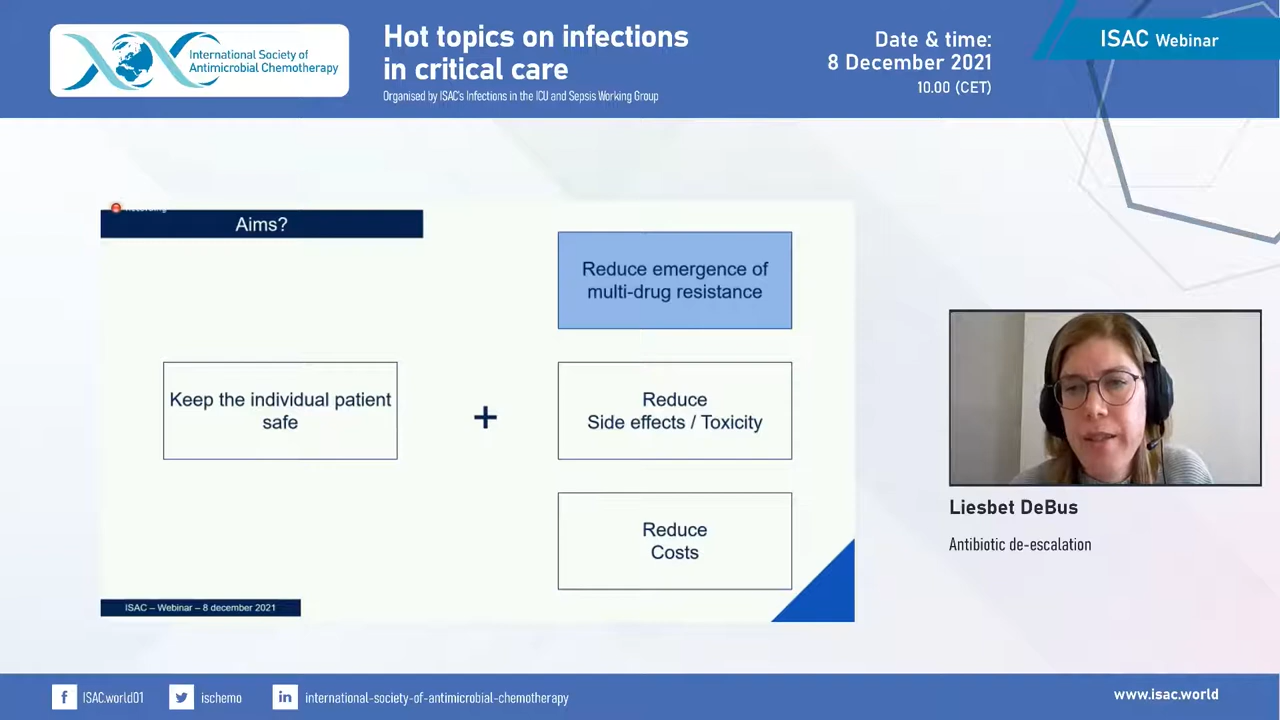 International Society of
Antimicrobial Chemotherapy
Hot topics on infections
in critical care
Organised by ISAC's Infections in the ICU and Sepsis Working Group
Date & time:
8 December 2021
10.00 (CET)
ISAC Webinar
Aims?
Reduce emergence of
multi-drug resistance
Keep the individual patient
safe
+
Reduce
Side effects / Toxicity
Reduce
Costs
ISAC – Webinar – 8 december 2021
Liesbet DeBus
Antibiotic de-escalation
f ISAC.world01
ischemo
in international-society-of-antimicrobial-chemotherapy
www.isac.world